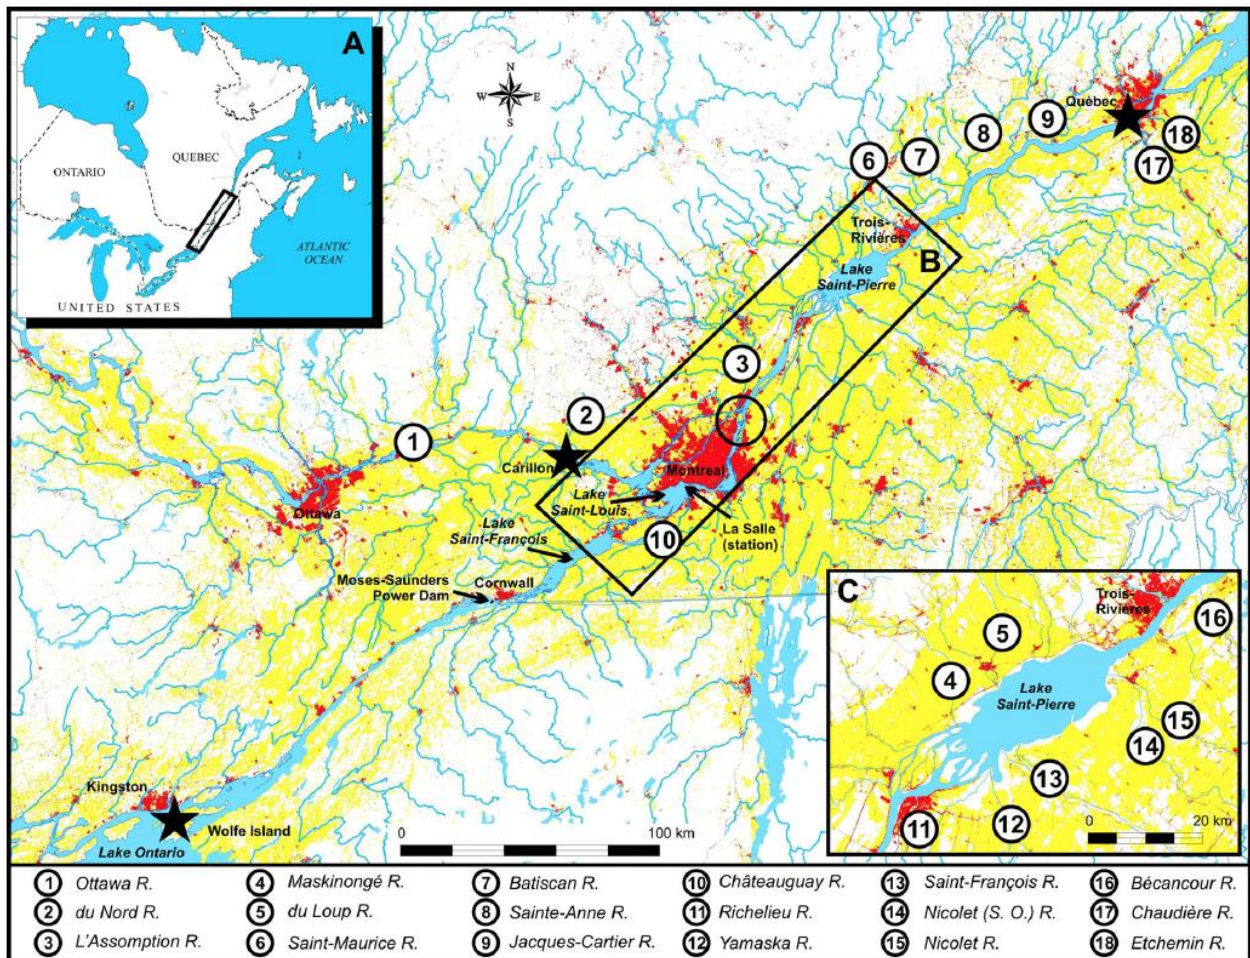 A
ONTARIO
QUEBEC
ATLANTIC
OCEAN
UNITED STATES
N
W E
S
Québec
9
8
18
17
7
6
Trois-
Rivières
B
Lake
Saint-Pierre
3
2
1
Carillon
Montreal
Ottawa
Lake
Saint-Louis
La Salle
(station)
10
Lake
Saint-François
Moses-Saunders
Power Dam
Cornwall
Kingston
Wolfe Island
Lake Ontario
0 100 km
C
Trois-
Rivières
16
5
4
Lake
Saint-Pierre
15
14
13
12
11
0 20 km
1 Ottawa R. 4 Maskinongé R. 7 Batiscan R. 10 Châteauguay R. 13 Saint-François R. 16 Bécancour R.
2 du Nord R. 5 du Loup R. 8 Sainte-Anne R. 11 Richelieu R. 14 Nicolet (S. O.) R. 17 Chaudière R.
3 L'Assomption R. 6 Saint-Maurice R. 9 Jacques-Cartier R. 12 Yamaska R. 15 Nicolet R. 18 Etchemin R.